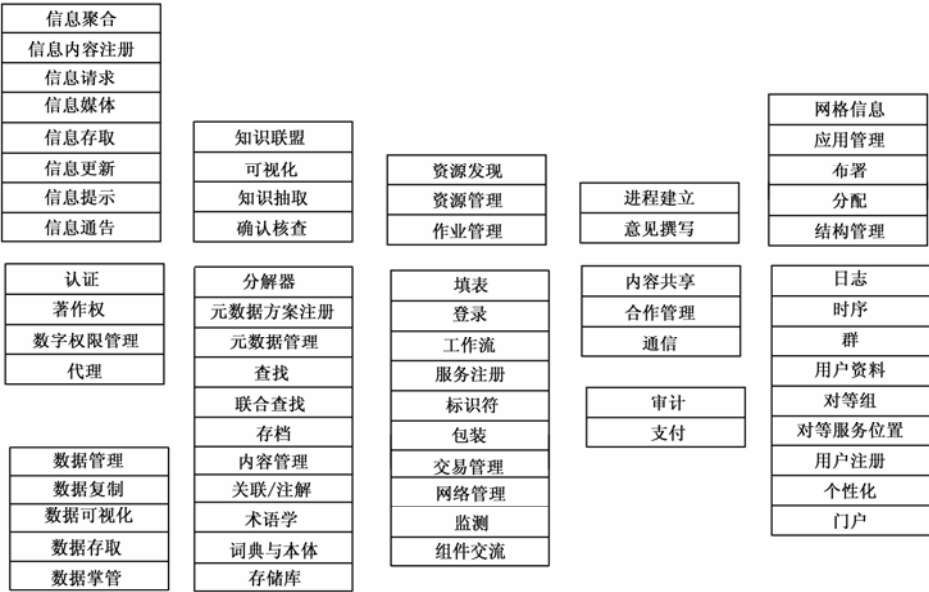 信息聚合
信息内容注册
信息请求
信息媒体
信息存取
信息更新
信息提示
信息通告
知识联盟
可视化
知识抽取
确认核查
资源发现
资源管理
作业管理
进程建立
意见撰写
网格信息
应用管理
布署
分配
结构管理
认证
著作权
数字权限管理
代理
分解器
元数据方案注册
元数据管理
查找
联合查找
存档
内容管理
关联/注解
术语学
词典与本体
存储库
填表
登录
工作流
服务注册
标识符
包装
交易管理
网络管理
监测
组件交流
内容共享
合作管理
通信
审计
支付
日志
时序
群
用户资料
对等组
对等服务位置
用户注册
个性化
门户
数据管理
数据复制
数据可视化
数据存取
数据掌管